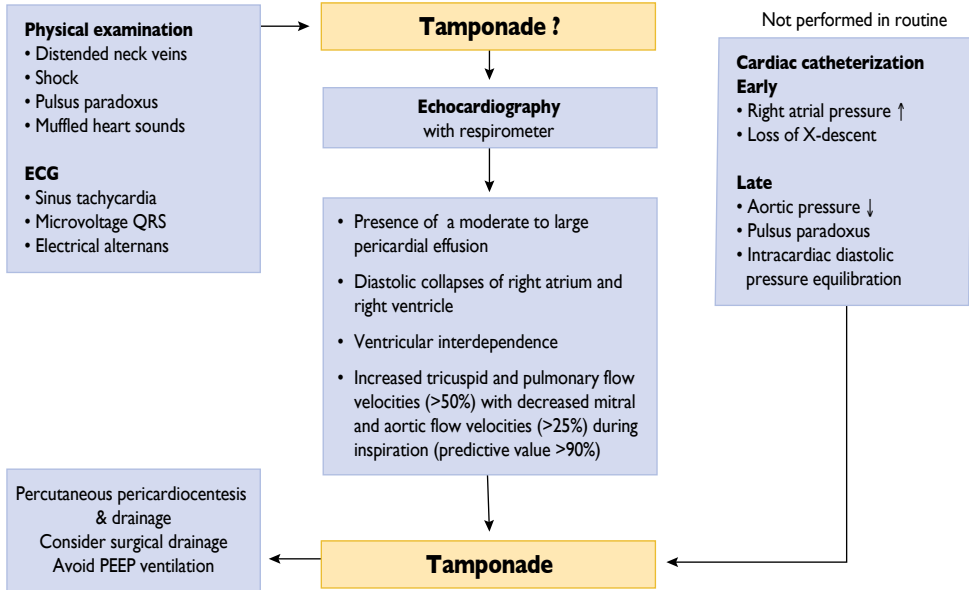 Physical examination
• Distended neck veins
• Shock
• Pulsus paradoxus
• Muffled heart sounds
ECG
• Sinus tachycardia
• Microvoltage QRS
• Electrical alternans
Tamponade ?
Echocardiography
with respirometer
• Presence of a moderate to large
pericardial effusion
• Diastolic collapses of right atrium and
right ventricle
• Ventricular interdependence
• Increased tricuspid and pulmonary flow
velocities (>50%) with decreased mitral
and aortic flow velocities (>25%) during
inspiration (predictive value >90%)
Not performed in routine
Cardiac catheterization
Early
• Right atrial pressure ↑
• Loss of X-descent
Late
• Aortic pressure ↓
• Pulsus paradoxus
• Intracardiac diastolic
pressure equilibration
Tamponade
Percutaneous pericardiocentesis
& drainage
Consider surgical drainage
Avoid PEEP ventilation